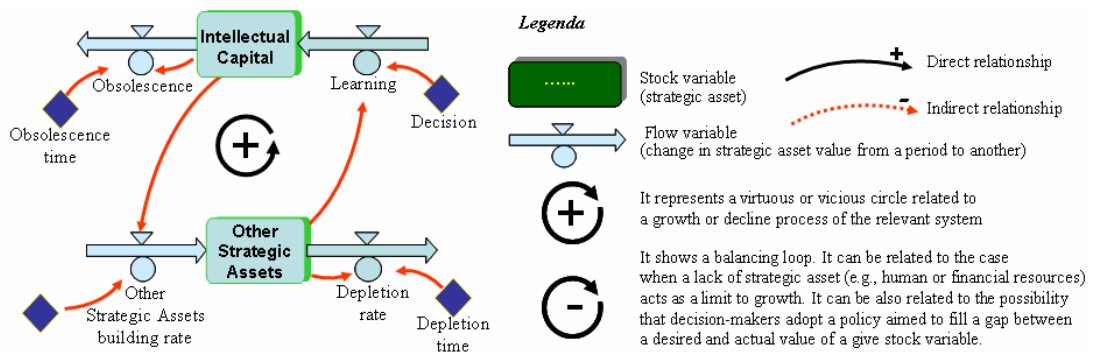 Intellectual
Capital
Obsolescence
Learning
Obsolescence
time
Decision
+
Other
Strategic
Assets
Other
Strategic Assets
building rate
Depletion
rate
Depletion
time
Legenda
......
Stock variable
(strategic asset)
+
Direct relationship
-
Indirect relationship
Flow variable
(change in strategic asset value from a period to another)
+
It represents a virtuous or vicious circle related to
a growth or decline process of the relevant system
-
It shows a balancing loop. It can be related to the case
when a lack of strategic asset (e.g., human or financial resources)
acts as a limit to growth. It can be also related to the possibility
that decision-makers adopt a policy aimed to fill a gap between
a desired and actual value of a give stock variable.